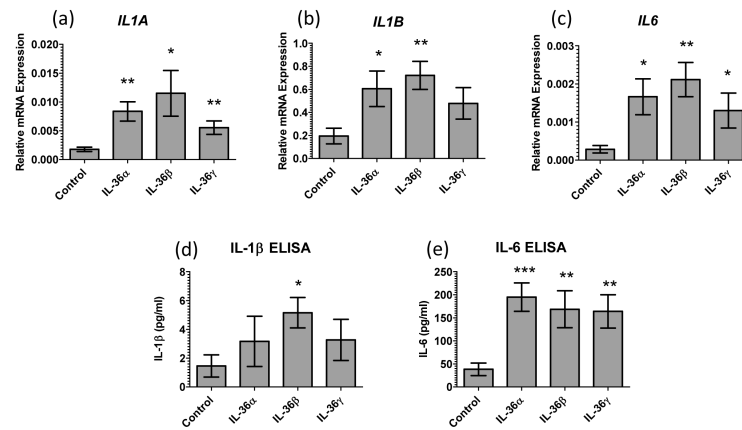 (a)
IL1A
Relative mRNA Expression
0.020
0.015
0.010
0.005
0.000
**
*
**
Control
IL-36α
IL-36β
IL-36γ
(b)
IL1B
Relative mRNA Expression
1.0
0.8
0.6
0.4
0.2
0.0
*
**
Control
IL-36α
IL-36β
IL-36γ
(c)
IL6
Relative mRNA Expression
0.003
0.002
0.001
0.000
*
**
*
Control
IL-36α
IL-36β
IL-36γ
(d)
IL-1β ELISA
IL-1β (pg/ml)
8
6
4
2
0
*
Control
IL-36α
IL-36β
IL-36γ
(e)
IL-6 ELISA
IL-6 (pg/ml)
250
200
150
100
50
0
***
**
**
Control
IL-36α
IL-36β
IL-36γ